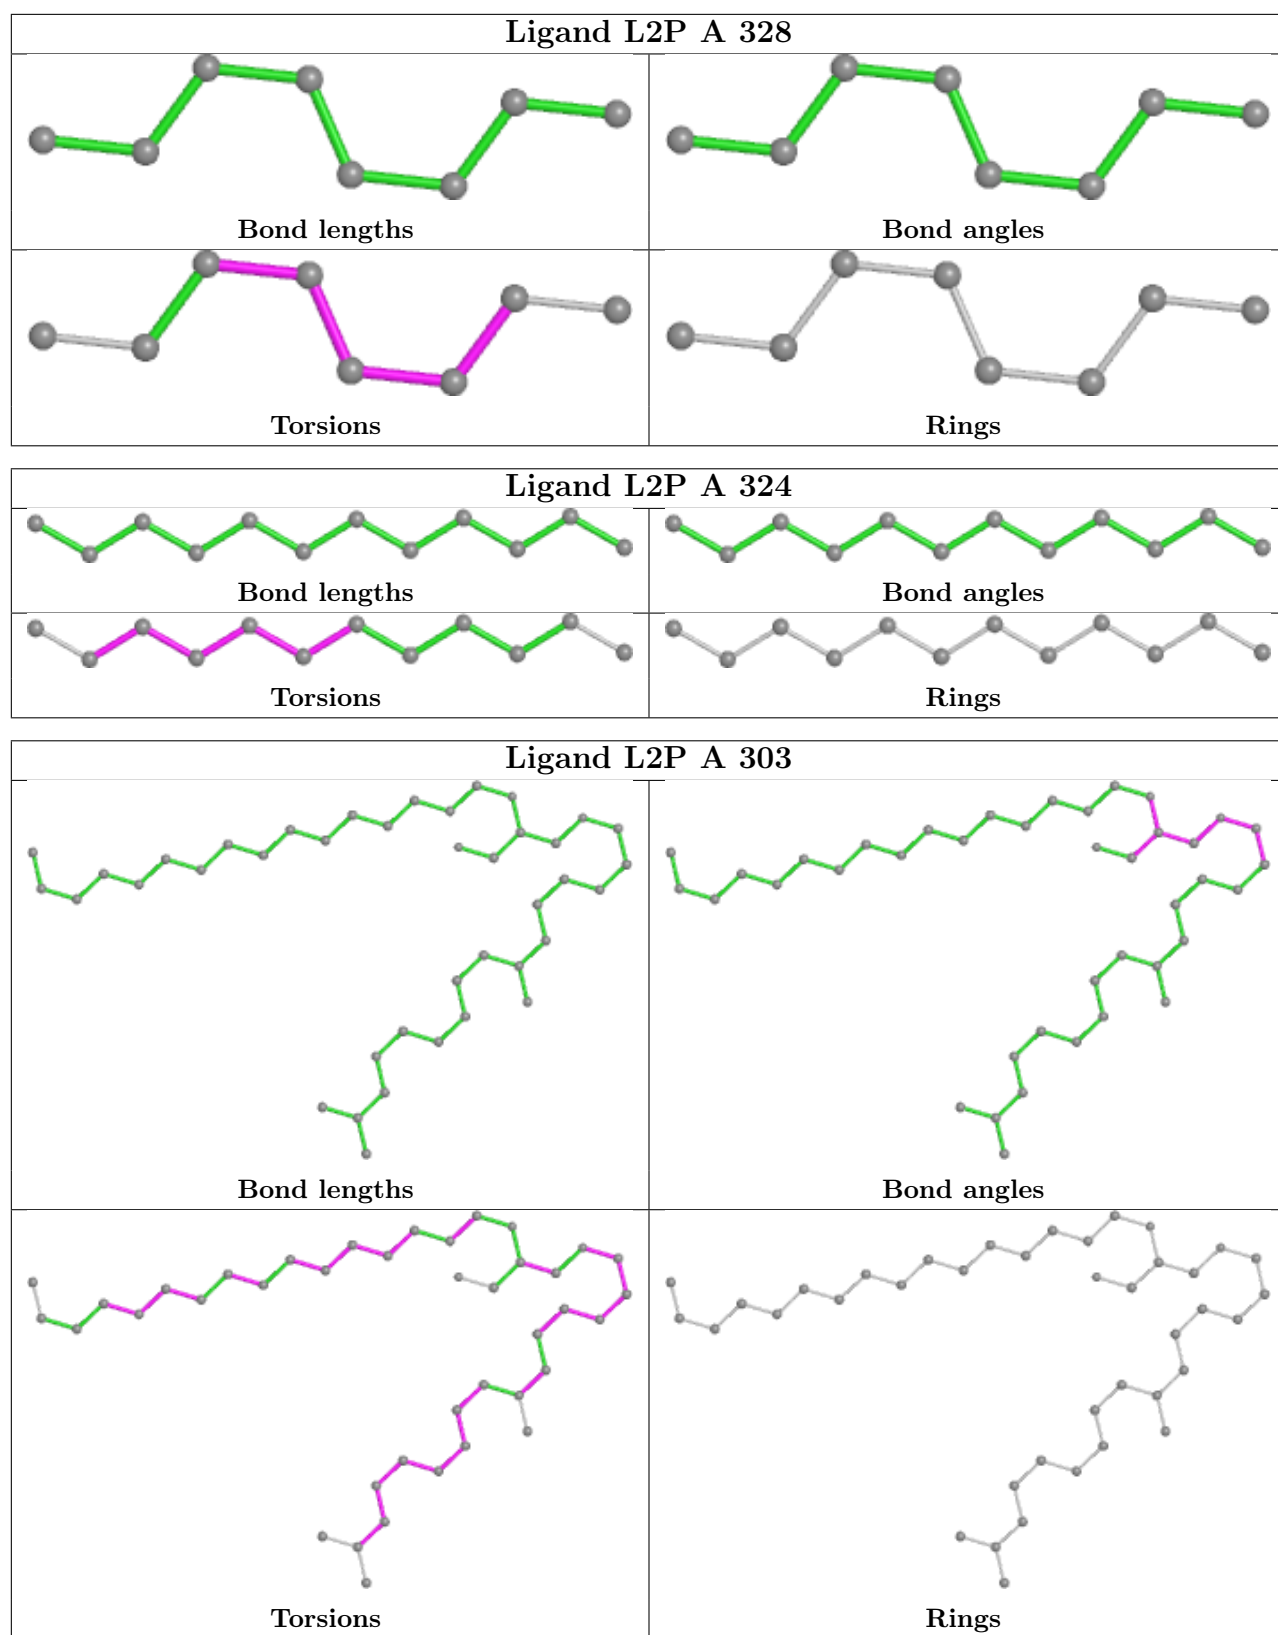 Ligand L2P A 328
Bond lengths
Bond angles
Torsions
Rings
Ligand L2P A 324
Bond lengths
Bond angles
Torsions
Rings
Ligand L2P A 303
Bond lengths
Bond angles
Torsions
Rings